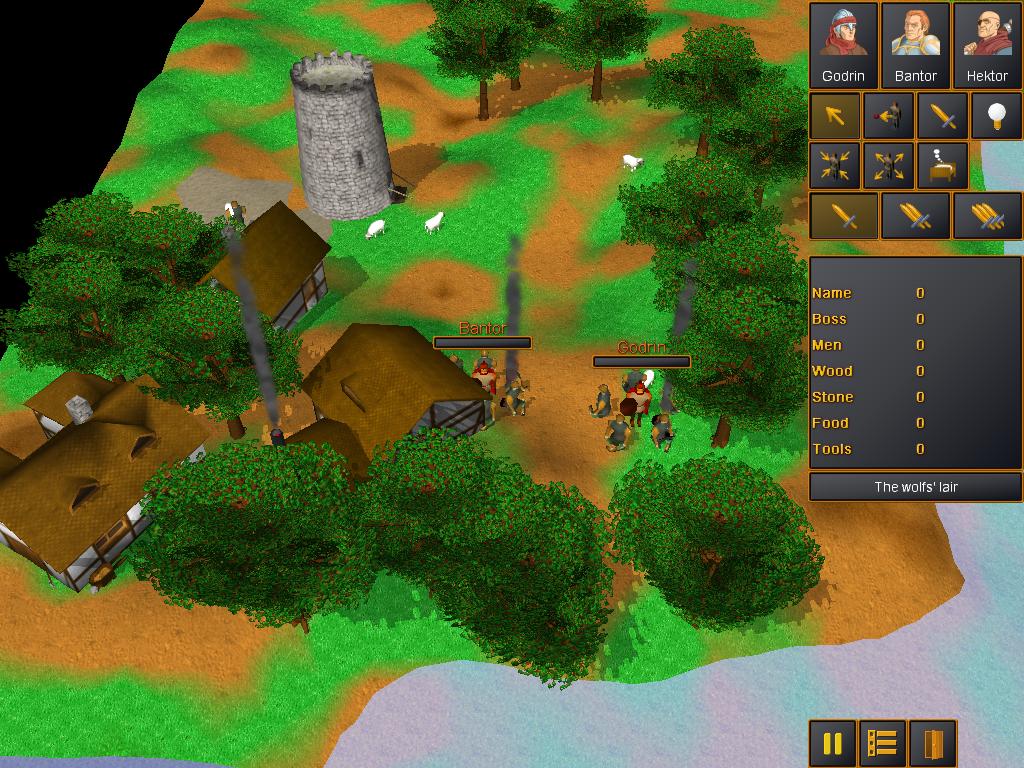 Godrin Bantor Hektor
Bantor
Godrin
Name 0
Boss 0
Men 0
Wood 0
Stone 0
Food 0
Tools 0
The wolfs' lair